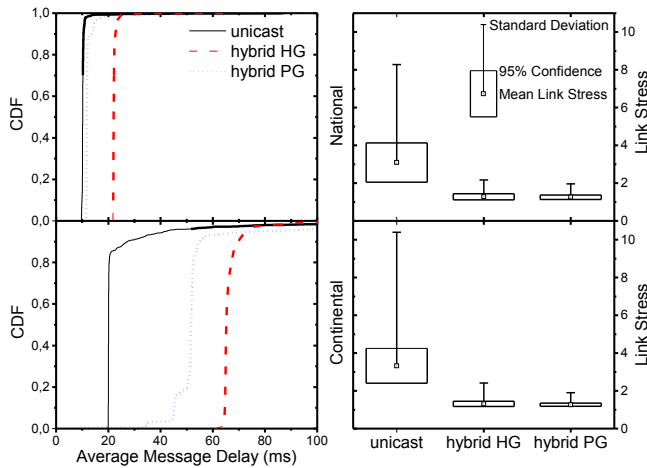 1,0
0,8
0,6
0,4
0,2
0,0
CDF
unicast
hybrid HG
hybrid PG
Standard Deviation
95% Confidence
Mean Link Stress
National
10
8
6
4
2
0
Link Stress
0,8
0,6
0,4
0,2
0,0
CDF
0 20 40 60 80 100
Average Message Delay (ms)
Continental
10
8
6
4
2
0
Link Stress
unicast hybrid HG hybrid PG